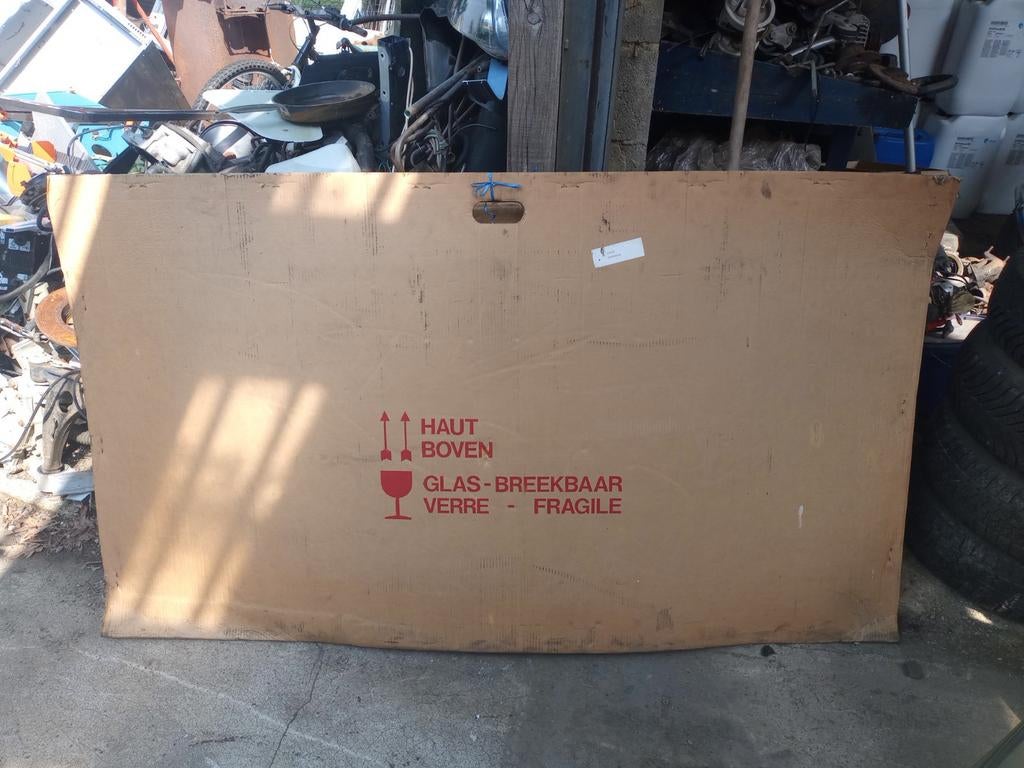 HAUT
BOVEN
GLAS-BREEKBAAR
VERRE - FRAGILE